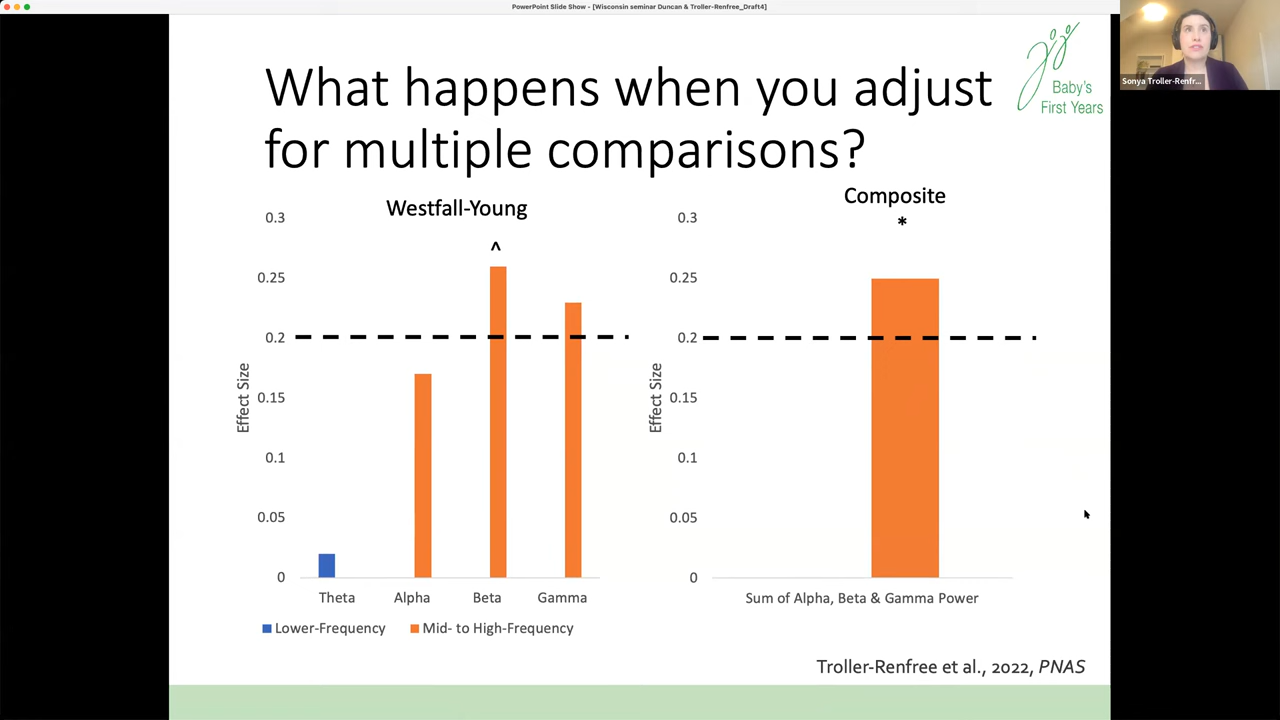 PowerPoint Slide Show - [Wisconsin seminar Duncan & Troller-Renfree_Draft4]
Sonya Troller-Renfr...
Baby's
First Years
What happens when you adjust
for multiple comparisons?
Westfall-Young
^
0.3
0.25
0.2
0.15
0.1
0.05
0
Effect Size
Theta
Alpha
Beta
Gamma
Lower-Frequency
Mid- to High-Frequency
Composite
*
0.3
0.25
0.2
0.15
0.1
0.05
0
Effect Size
Sum of Alpha, Beta & Gamma Power
Troller-Renfree et al., 2022, PNAS